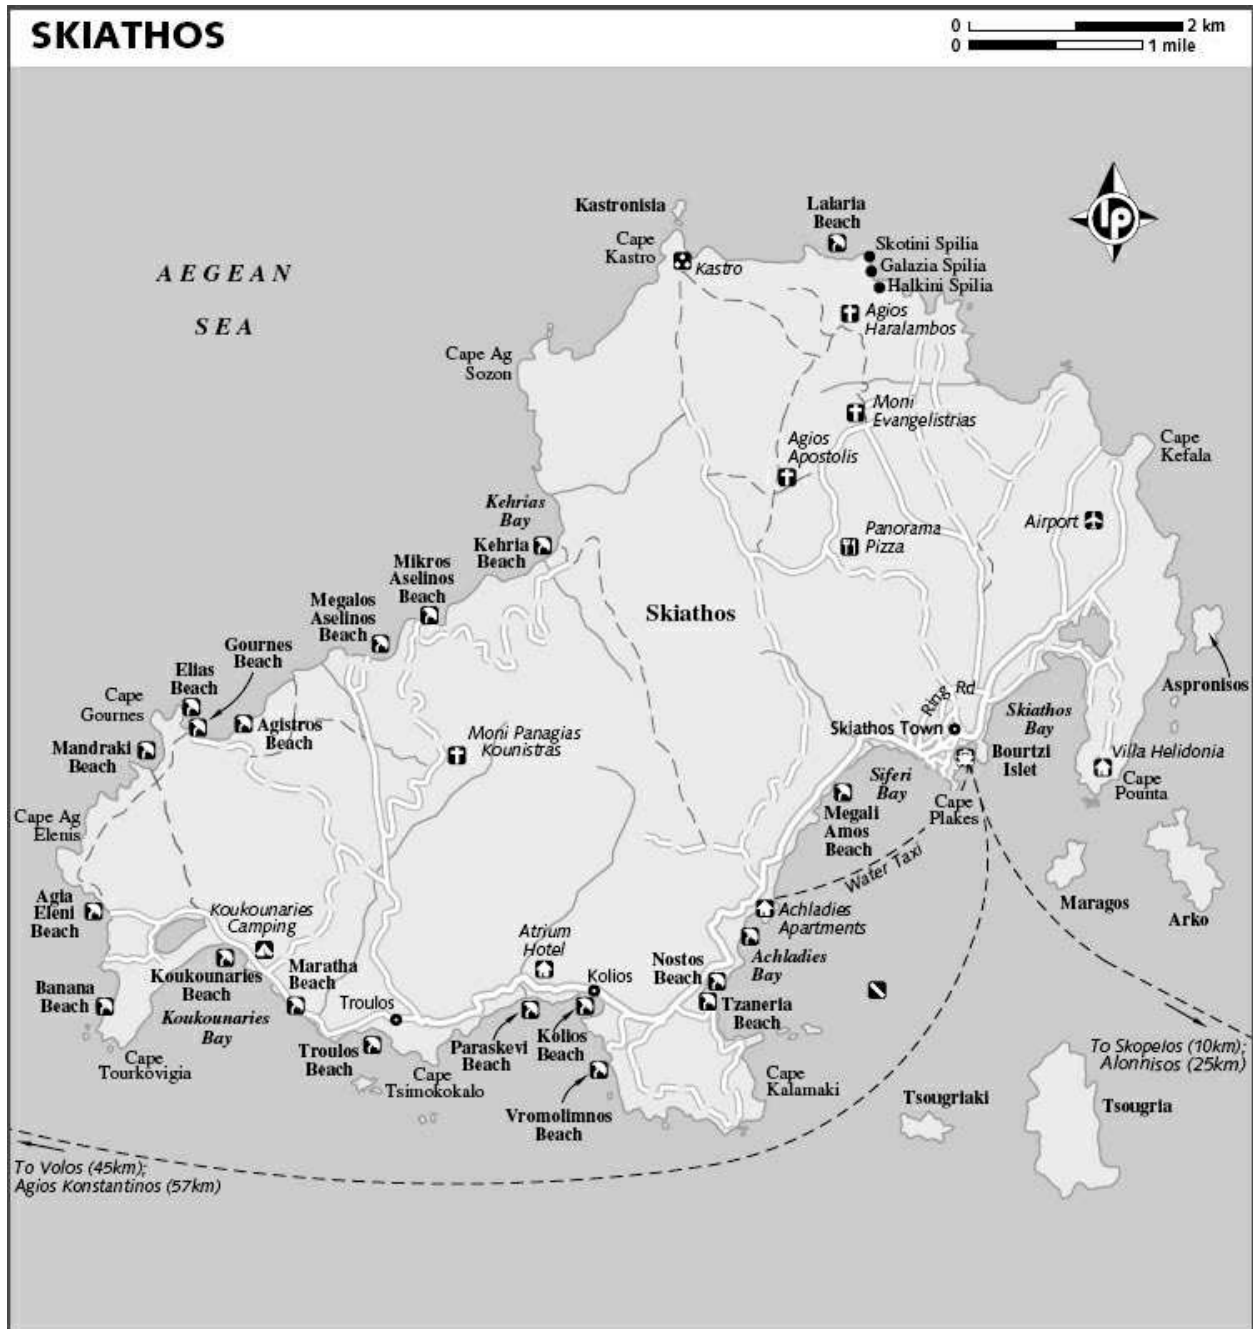 SKIATHOS
0 2 km
0 1 mile
Kastronisia
Lalaria
Beach
lp
Cape
Kastro
Kastro
Skotini Spilia
Galazia Spilia
Halkini Spilia
AEGEAN
SEA
Agios
Haralambos
Cape Ag
Sozon
Moni
Evangelistrias
Agios
Apostolis
Cape
Kefala
Kehrias
Bay
Kehria
Beach
Panorama
Pizza
Airport
Mikros
Aselinos
Beach
Megalos
Aselinos
Beach
Skiathos
Gournes
Beach
Elias
Beach
Cape
Gournes
Agistros
Beach
Mandraki
Beach
Moni Panagias
Kounistras
Ring Rd
Aspronisos
Skiathos Town
Skiathos
Bay
Bourtzi
Islet
Villa Helidonia
Cape
Pounta
Siferi
Bay
Cape
Plakes
Megali
Amos
Beach
Cape Ag
Elenis
Water Taxi
Maragos
Arko
Agia
Eleni
Beach
Koukounaries
Camping
Achladies
Apartments
Atrium
Hotel
Achladies
Bay
Nostos
Beach
Koukounaries
Beach
Maratha
Beach
Kolios
Banana
Beach
Troulos
Tzaneria
Beach
Koukounaries
Bay
Kolios
Beach
Paraskevi
Beach
Troulos
Beach
Cape
Tourkovigia
Cape
Tsimokokalo
Cape
Kalamaki
To Skopelos (10km);
Alonnisos (25km)
Tsougriaki
Tsougria
Vromolimnos
Beach
To Volos (45km);
Agios Konstantinos (57km)